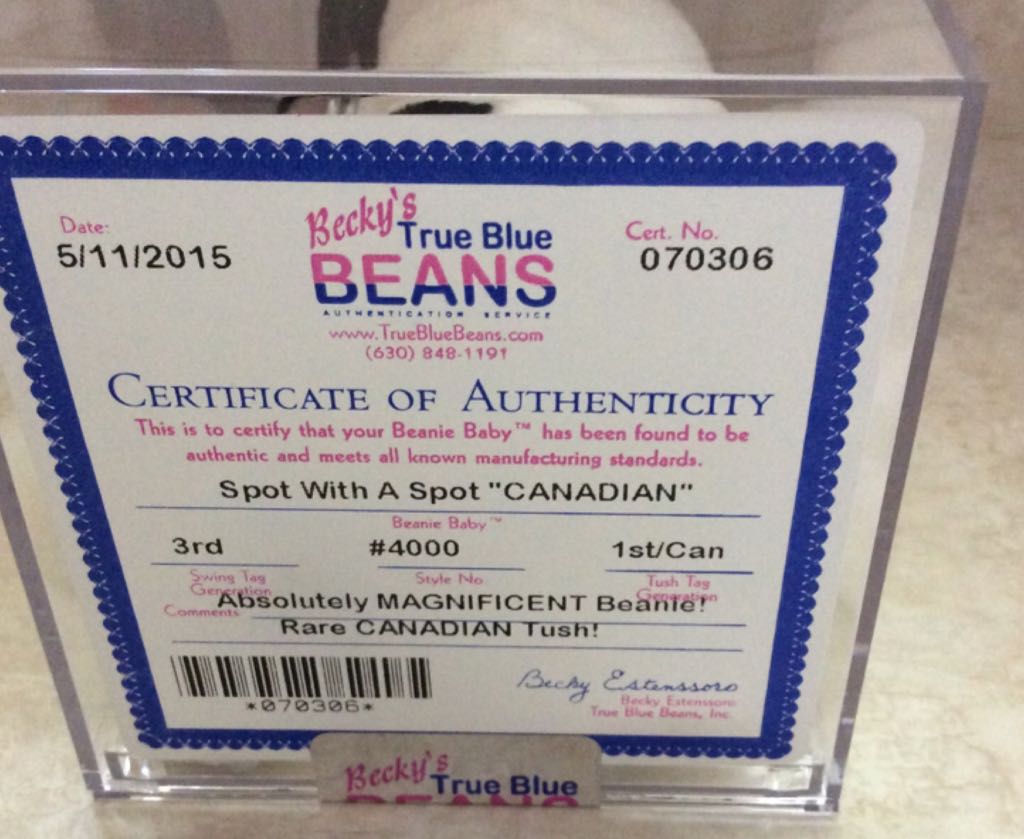 Date:
5/11/2015
Becky's
True Blue
BEANS
AUTHENTICATION SERVICE
www.TrueBlueBeans.com
(630) 848-1191
Cert. No.
070306
CERTIFICATE OF AUTHENTICITY
This is to certify that your Beanie Baby™ has been found to be
authentic and meets all known manufacturing standards.
Spot With A Spot "CANADIAN"
Beanie Baby™
3rd #4000 1st/Can
Swing Tag Generation
Style No
Tush Tag Generation
Comments Absolutely MAGNIFICENT Beanie!
Rare CANADIAN Tush!
*070306*
Becky Estenssoro
Becky Estenssoro
True Blue Beans, Inc.
Becky's
True Blue
BEANS